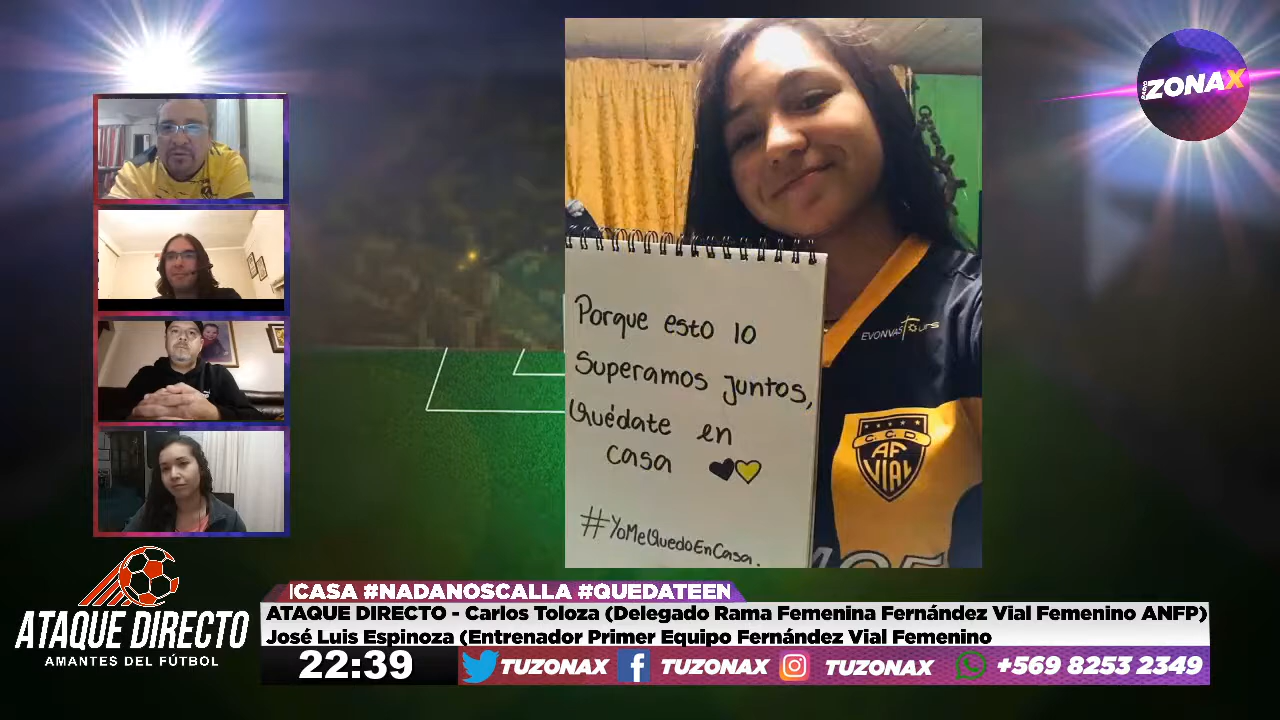 RADIO
ZONAX
Porque esto lo
Superamos juntos,
Quédate en
casa
#YoMeQuedoEnCasa.
EVONVAS TOURS
C.C.D.
AF
VIAL
ATAQUE DIRECTO
AMANTES DEL FÚTBOL
CASA #NADANOSCALLA #QUEDATEEN
ATAQUE DIRECTO - Carlos Toloza (Delegado Rama Femenina Fernández Vial Femenino ANFP)
José Luis Espinoza (Entrenador Primer Equipo Fernández Vial Femenino
22:39 TUZONAX TUZONAX TUZONAX +569 8253 2349